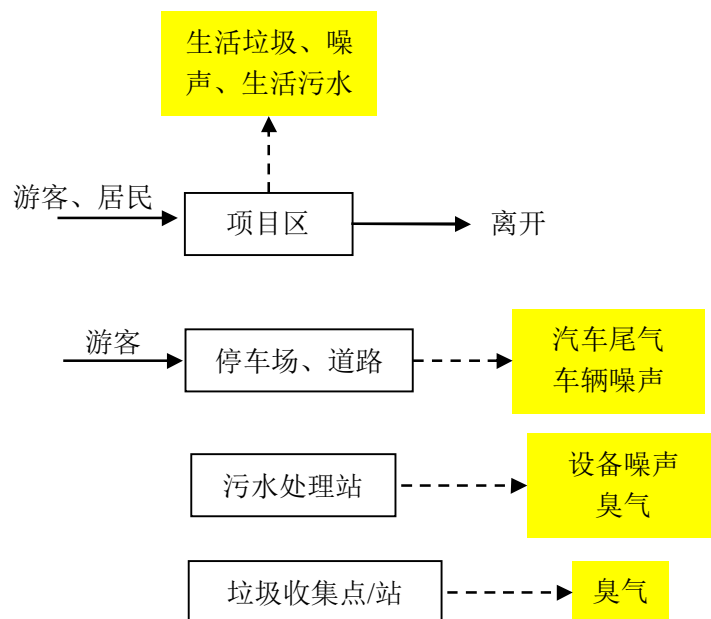 生活垃圾、噪
声、生活污水
游客、居民
项目区
离开
游客
停车场、道路
汽车尾气
车辆噪声
污水处理站
设备噪声
臭气
垃圾收集点/站
臭气